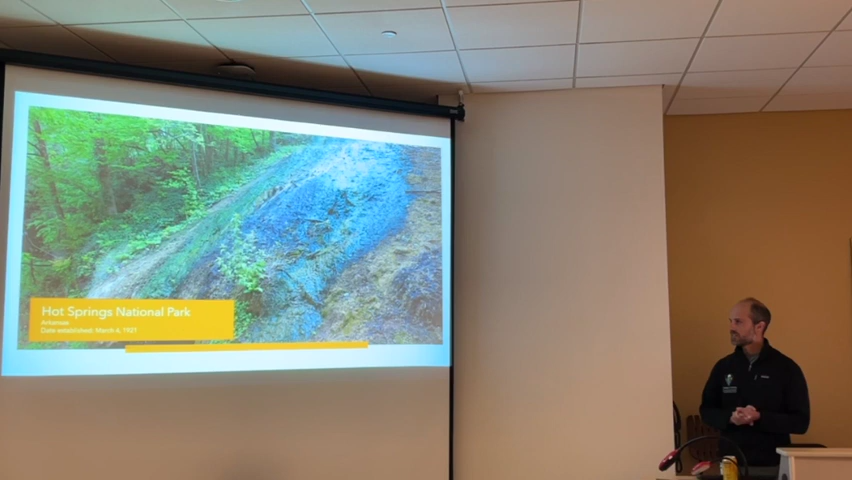 Hot Springs National Park
Arkansas
Date established: March 4, 1921